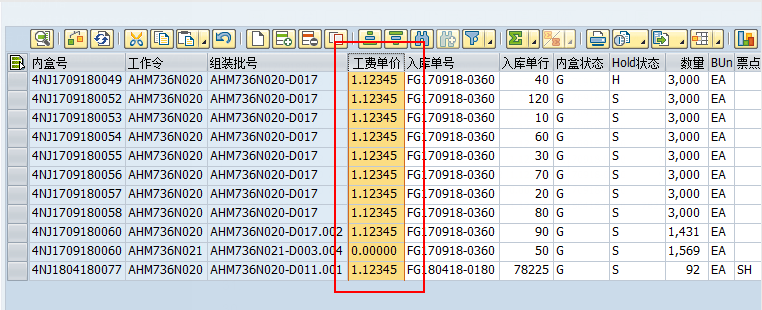 内盒号 工作令 组装批号 工费单价 入库单号 入库单行 内盒状态 Hold状态 数量 BUn 票点
4NJ1709180049 AHM736N020 AHM736N020-D017 1.12345 FG170918-0360 40 G H 3,000 EA
4NJ1709180052 AHM736N020 AHM736N020-D017 1.12345 FG170918-0360 120 G S 3,000 EA
4NJ1709180053 AHM736N020 AHM736N020-D017 1.12345 FG170918-0360 10 G S 3,000 EA
4NJ1709180054 AHM736N020 AHM736N020-D017 1.12345 FG170918-0360 60 G S 3,000 EA
4NJ1709180055 AHM736N020 AHM736N020-D017 1.12345 FG170918-0360 30 G S 3,000 EA
4NJ1709180056 AHM736N020 AHM736N020-D017 1.12345 FG170918-0360 70 G S 3,000 EA
4NJ1709180057 AHM736N020 AHM736N020-D017 1.12345 FG170918-0360 20 G S 3,000 EA
4NJ1709180058 AHM736N020 AHM736N020-D017 1.12345 FG170918-0360 80 G S 3,000 EA
4NJ1709180060 AHM736N020 AHM736N020-D017.002 1.12345 FG170918-0360 90 G S 1,431 EA
4NJ1709180060 AHM736N021 AHM736N021-D003.004 0.00000 FG170918-0360 50 G S 1,569 EA
4NJ1804180077 AHM736N020 AHM736N020-D011.001 1.12345 FG180418-0180 78225 G S 92 EA SH